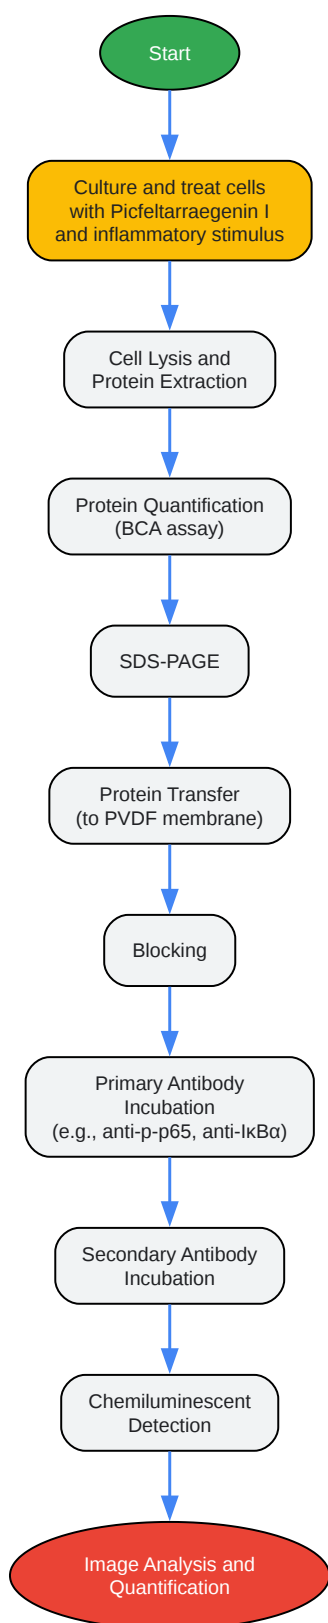 Start
Culture and treat cells
with Picfeltarraegenin I
and inflammatory stimulus
Cell Lysis and
Protein Extraction
Protein Quantification
(BCA assay)
SDS-PAGE
Protein Transfer
(to PVDF membrane)
Blocking
Primary Antibody
Incubation
(e.g., anti-p-p65, anti-IκBα)
Secondary Antibody
Incubation
Chemiluminescent
Detection
Image Analysis and
Quantification